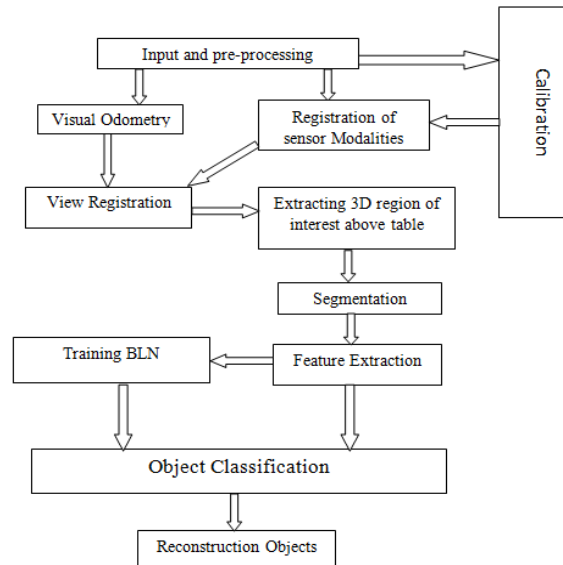 Input and pre-processing
Calibration
Visual Odometry
Registration of
sensor Modalities
View Registration
Extracting 3D region of
interest above table
Segmentation
Training BLN
Feature Extraction
Object Classification
Reconstruction Objects